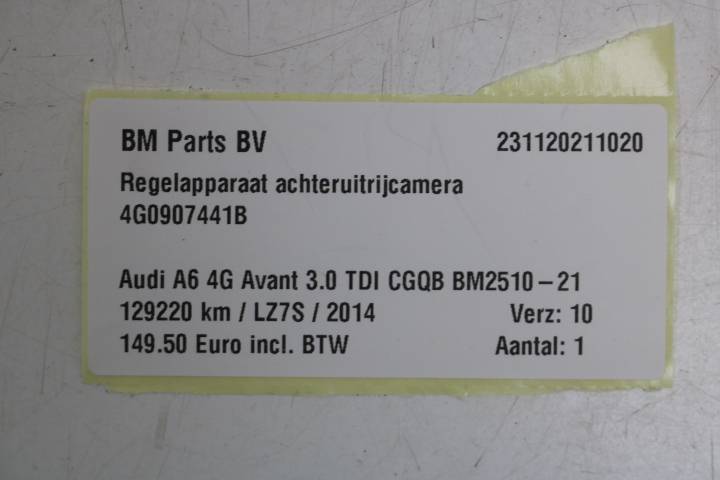 BM Parts BV 231120211020
Regelapparaat achteruitrijcamera
4G0907441B
Audi A6 4G Avant 3.0 TDI CGQB BM2510-21
129220 km / LZ7S / 2014 Verz: 10
149.50 Euro incl. BTW Aantal: 1